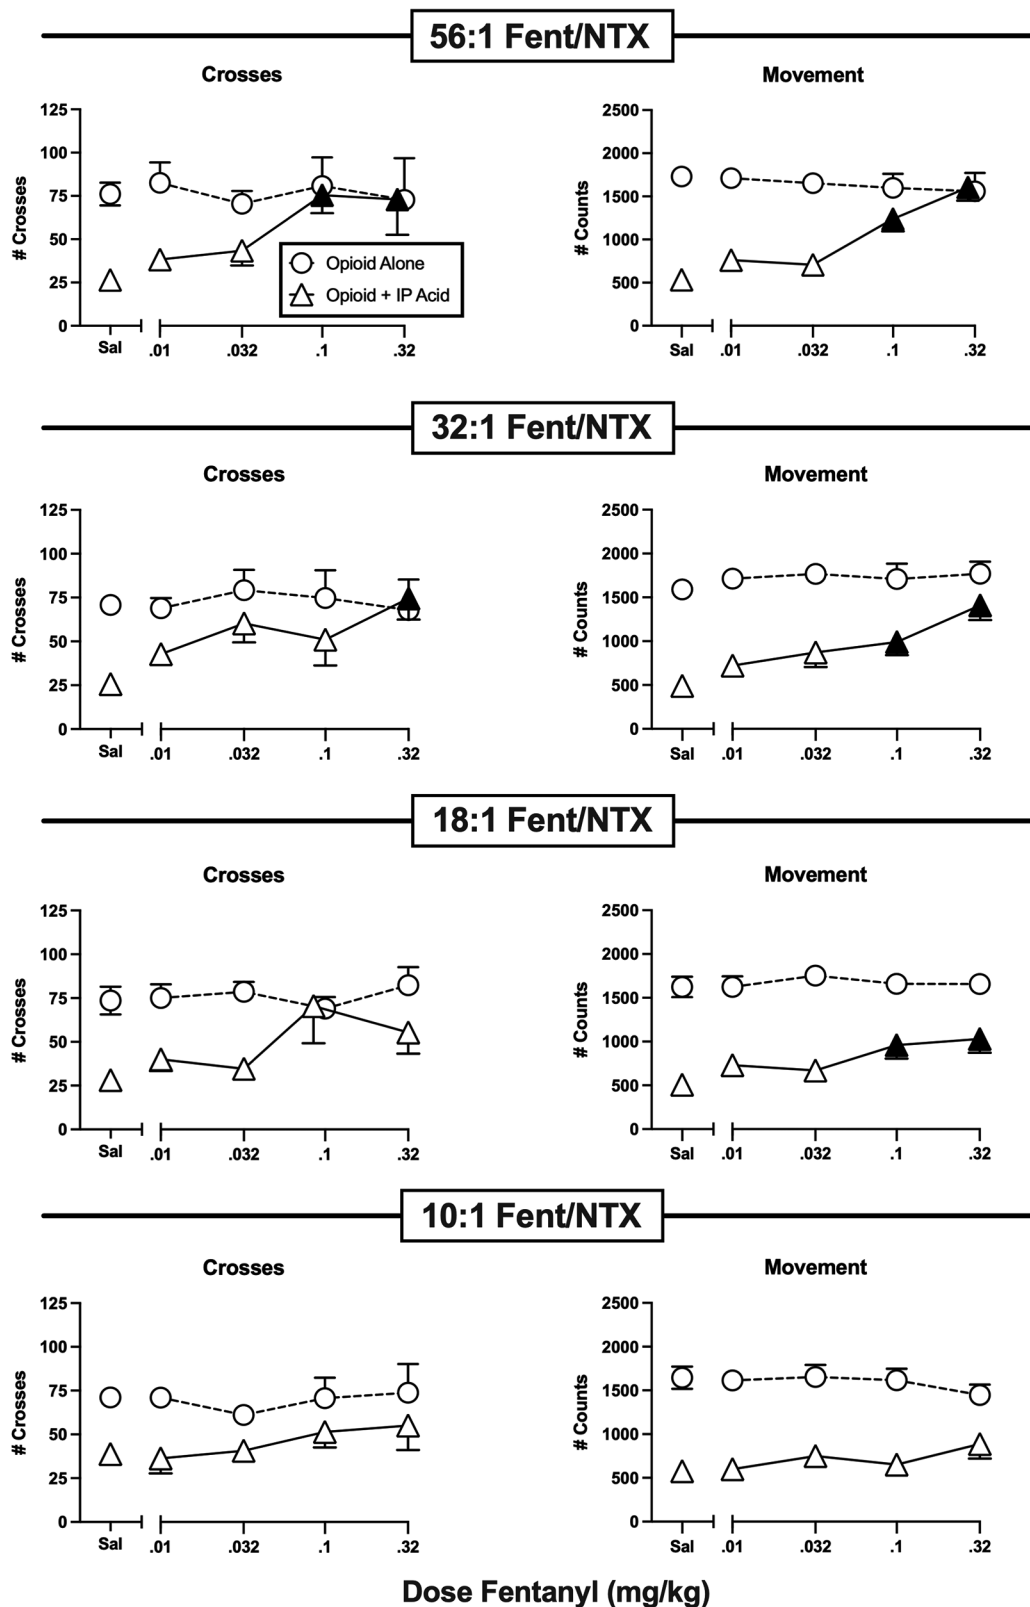 56:1 Fent/NTX
Crosses
# Crosses
125
100
75
50
25
0
Sal .01 .032 .1 .32
Opioid Alone
Opioid + IP Acid
Movement
# Counts
2500
2000
1500
1000
500
0
Sal .01 .032 .1 .32
32:1 Fent/NTX
Crosses
# Crosses
125
100
75
50
25
0
Sal .01 .032 .1 .32
Movement
# Counts
2500
2000
1500
1000
500
0
Sal .01 .032 .1 .32
18:1 Fent/NTX
Crosses
# Crosses
125
100
75
50
25
0
Sal .01 .032 .1 .32
Movement
# Counts
2500
2000
1500
1000
500
0
Sal .01 .032 .1 .32
10:1 Fent/NTX
Crosses
# Crosses
125
100
75
50
25
0
Sal .01 .032 .1 .32
Movement
# Counts
2500
2000
1500
1000
500
0
Sal .01 .032 .1 .32
Dose Fentanyl (mg/kg)